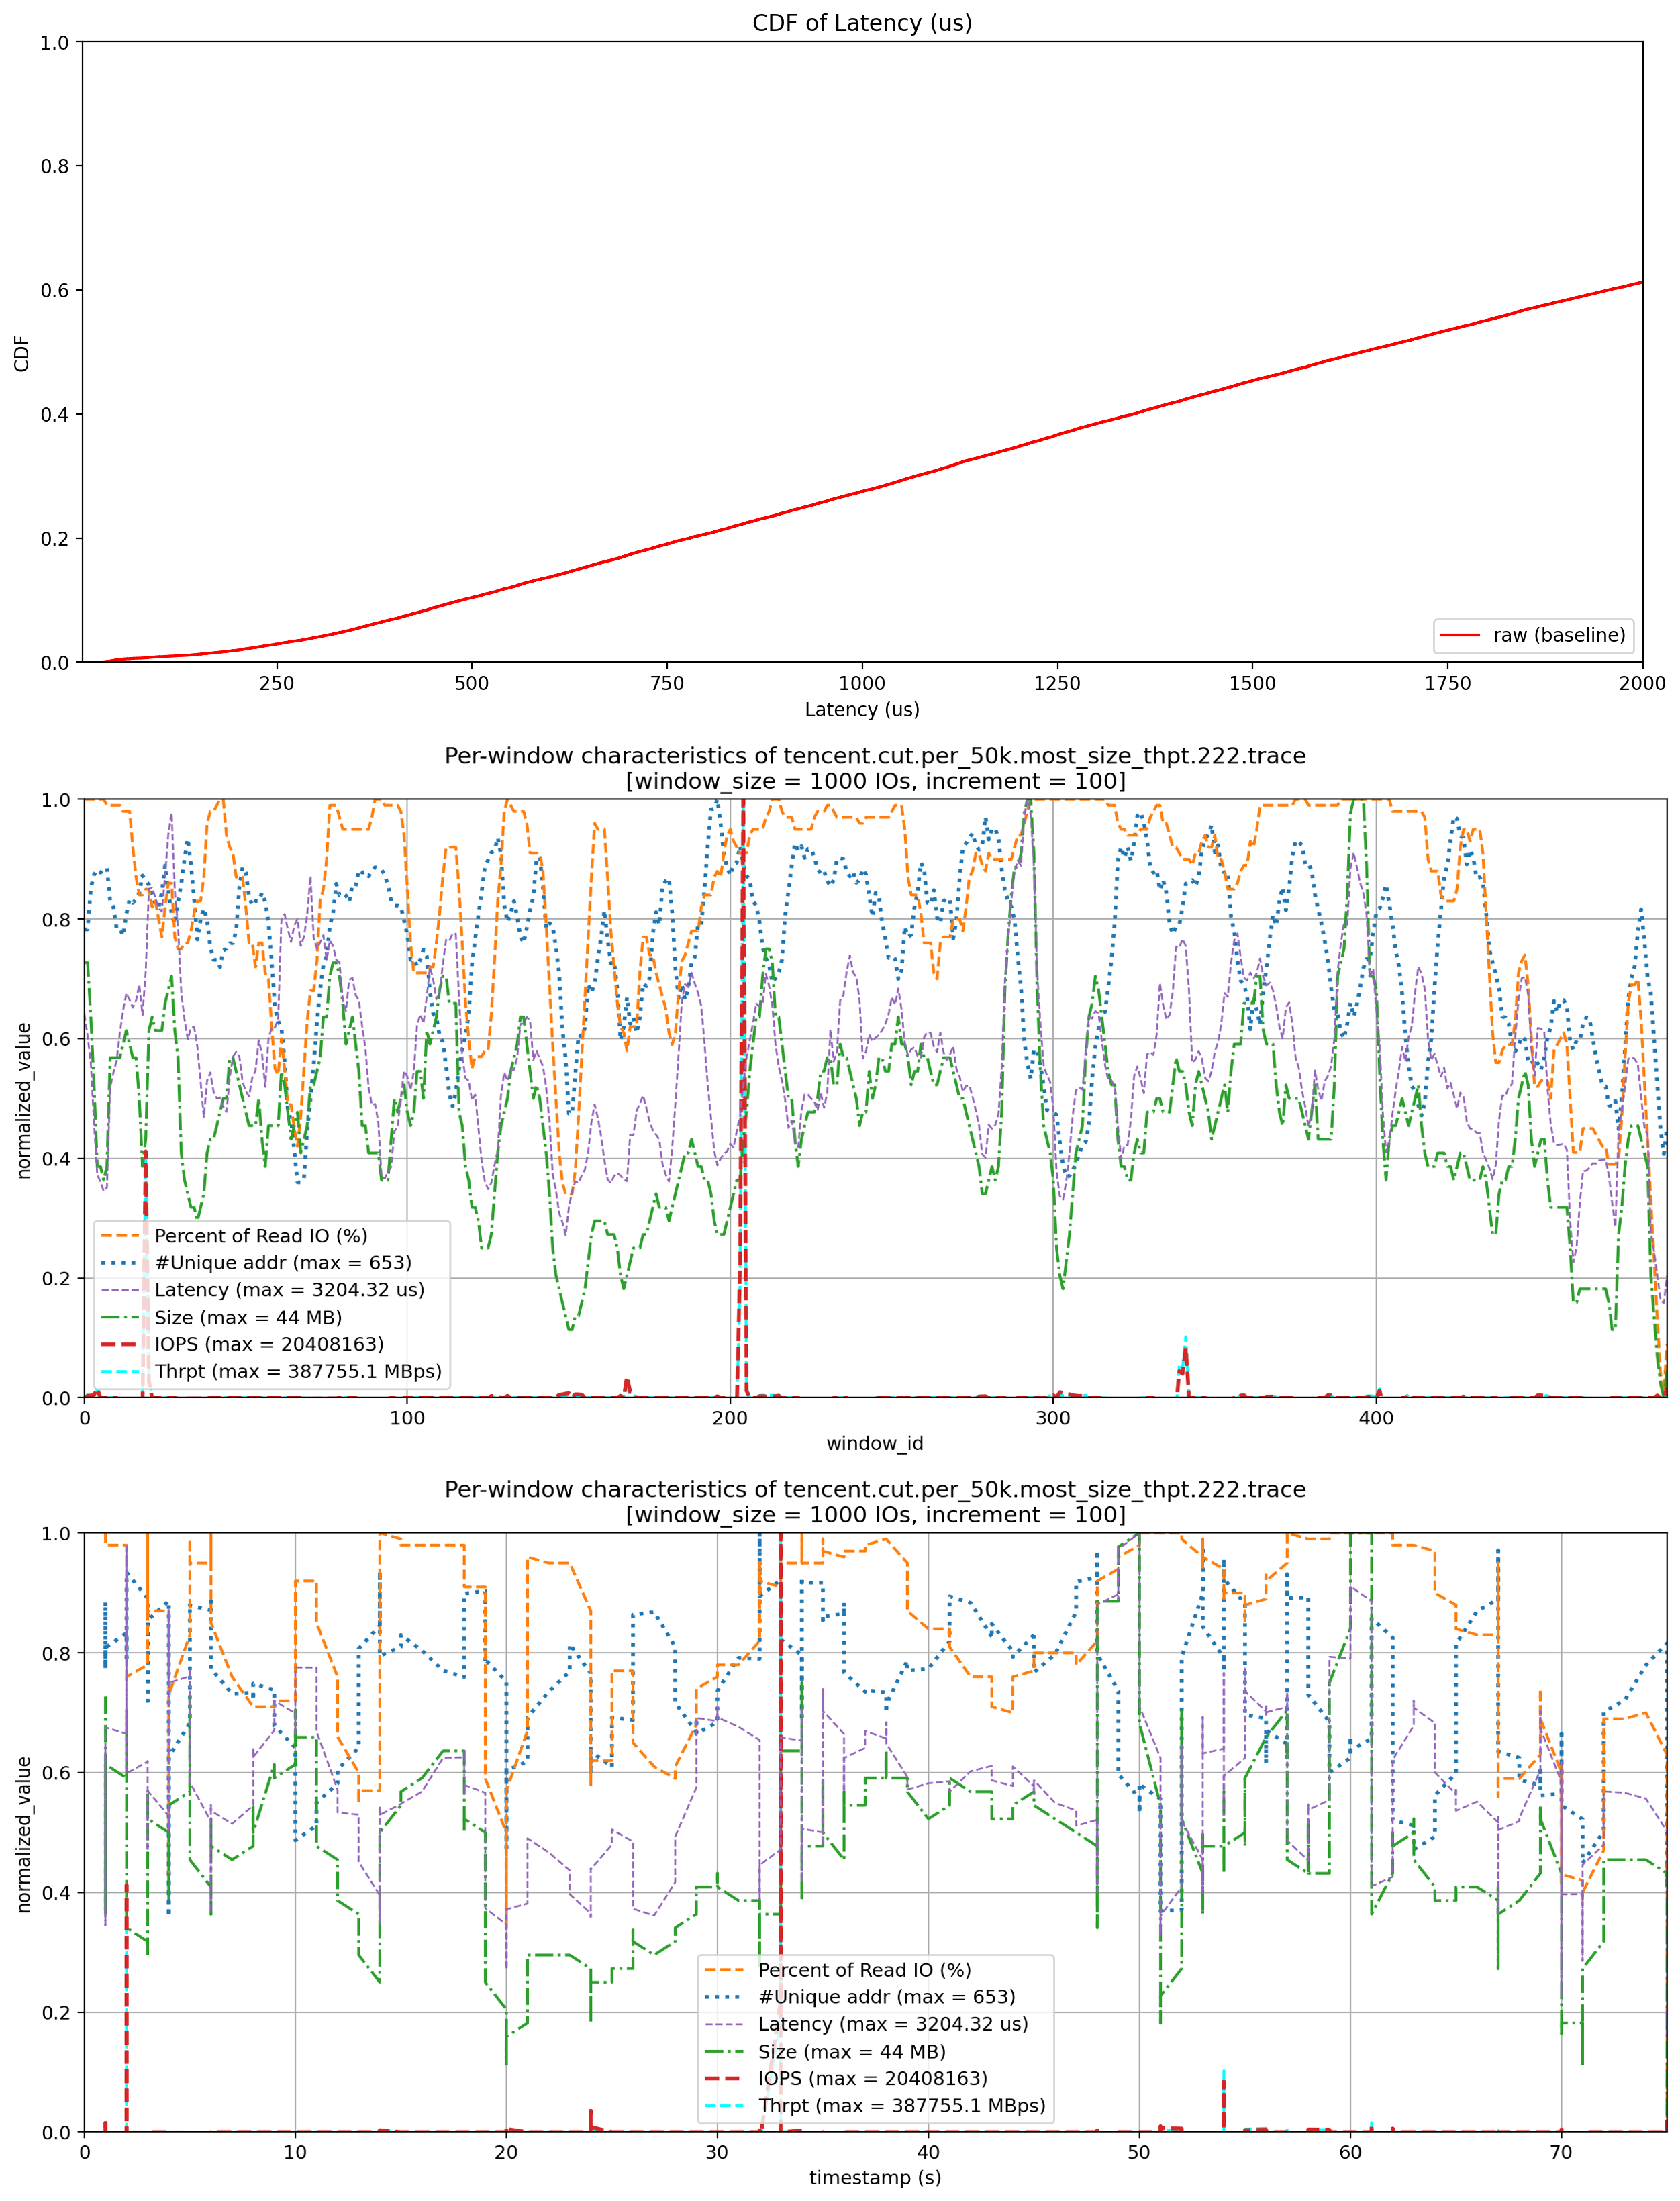 CDF of Latency (us)
1.0
0.8
0.6
0.4
0.2
0.0
CDF
raw (baseline)
250 500 750 1000 1250 1500 1750 2000
Latency (us)
Per-window characteristics of tencent.cut.per_50k.most_size_thpt.222.trace
[window_size = 1000 IOs, increment = 100]
1.0
0.8
0.6
0.4
0.2
0.0
normalized_value
Percent of Read IO (%)
#Unique addr (max = 653)
Latency (max = 3204.32 us)
Size (max = 44 MB)
IOPS (max = 20408163)
Thrpt (max = 387755.1 MBps)
0 100 200 300 400
window_id
Per-window characteristics of tencent.cut.per_50k.most_size_thpt.222.trace
[window_size = 1000 IOs, increment = 100]
1.0
0.8
0.6
0.4
0.2
0.0
normalized_value
Percent of Read IO (%)
#Unique addr (max = 653)
Latency (max = 3204.32 us)
Size (max = 44 MB)
IOPS (max = 20408163)
Thrpt (max = 387755.1 MBps)
0 10 20 30 40 50 60 70
timestamp (s)